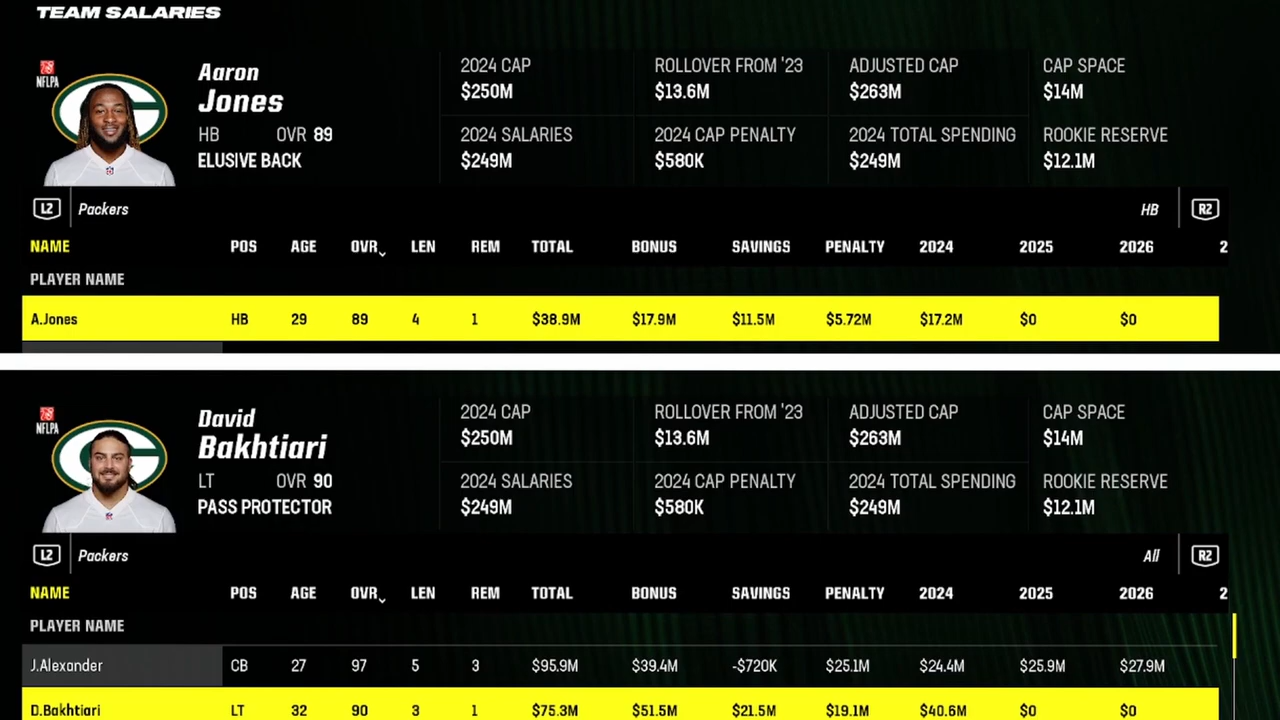 TEAM SALARIES
NFLPA
Aaron
Jones
HB OVR 89
ELUSIVE BACK
2024 CAP ROLLOVER FROM '23 ADJUSTED CAP CAP SPACE
$250M $13.6M $263M $14M
2024 SALARIES 2024 CAP PENALTY 2024 TOTAL SPENDING ROOKIE RESERVE
$249M $580K $249M $12.1M
L2 Packers HB R2
NAME POS AGE OVR LEN REM TOTAL BONUS SAVINGS PENALTY 2024 2025 2026 2
PLAYER NAME
A.Jones HB 29 89 4 1 $38.9M $17.9M $11.5M $5.72M $17.2M $0 $0
NFLPA
David
Bakhtiari
LT OVR 90
PASS PROTECTOR
2024 CAP ROLLOVER FROM '23 ADJUSTED CAP CAP SPACE
$250M $13.6M $263M $14M
2024 SALARIES 2024 CAP PENALTY 2024 TOTAL SPENDING ROOKIE RESERVE
$249M $580K $249M $12.1M
L2 Packers All R2
NAME POS AGE OVR LEN REM TOTAL BONUS SAVINGS PENALTY 2024 2025 2026 2
PLAYER NAME
J.Alexander CB 27 97 5 3 $95.9M $39.4M -$720K $25.1M $24.4M $25.9M $27.9M
D.Bakhtiari LT 32 90 3 1 $75.3M $51.5M $21.5M $19.1M $40.6M $0 $0